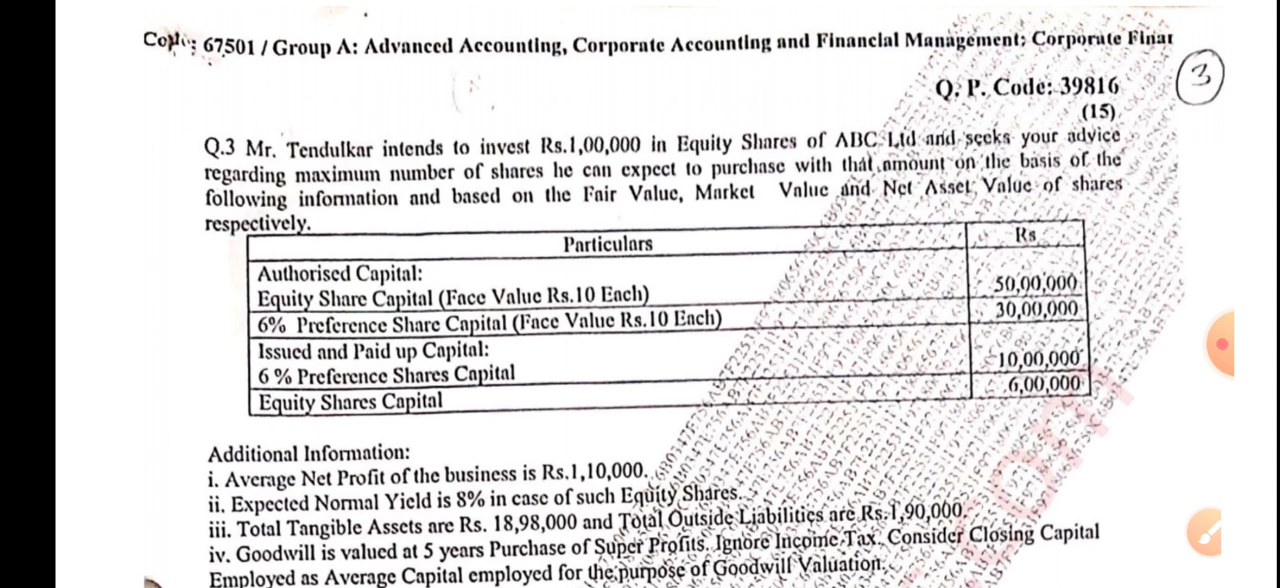 Code: 67501 / Group A: Advanced Accounting, Corporate Accounting and Financial Management: Corporate Finan
3
Q. P. Code: 39816
(15)
Q.3 Mr. Tendulkar intends to invest Rs.1,00,000 in Equity Shares of ABC Ltd and seeks your advice
regarding maximum number of shares he can expect to purchase with that amount on the basis of the
following information and based on the Fair Value, Market Value and Net Asset Value of shares
respectively.
Particulars Rs
Authorised Capital:
Equity Share Capital (Face Value Rs.10 Each) 50,00,000
6% Preference Share Capital (Face Value Rs.10 Each) 30,00,000
Issued and Paid up Capital:
6 % Preference Shares Capital 10,00,000
Equity Shares Capital 6,00,000
Additional Information:
i. Average Net Profit of the business is Rs.1,10,000.
ii. Expected Normal Yield is 8% in case of such Equity Shares.
iii. Total Tangible Assets are Rs. 18,98,000 and Total Outside Liabilities are Rs.1,90,000.
iv. Goodwill is valued at 5 years Purchase of Super Profits. Ignore Income Tax. Consider Closing Capital
Employed as Average Capital employed for the purpose of Goodwill Valuation.